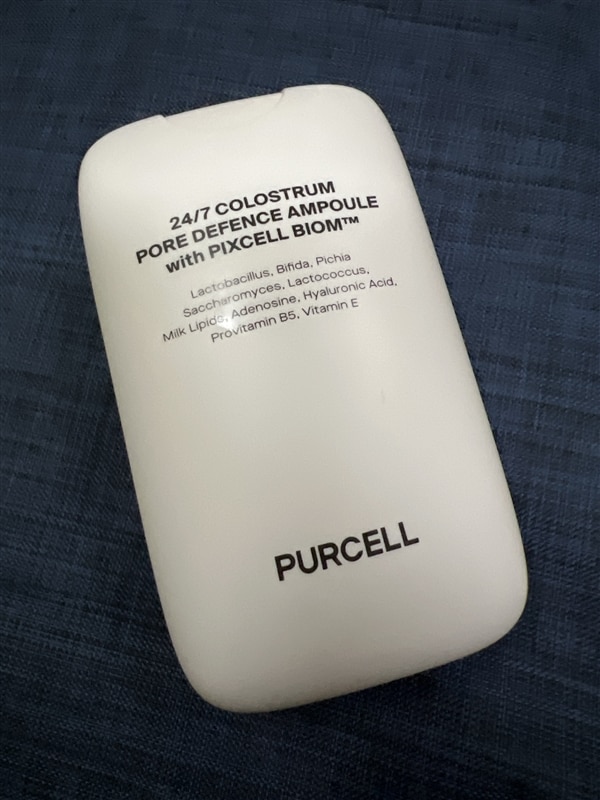 24/7 COLOSTRUM
PORE DEFENCE AMPOULE
with PIXCELL BIOM™
Lactobacillus, Bifida, Pichia
Saccharomyces, Lactococcus,
Milk Lipids, Adenosine, Hyaluronic Acid,
Provitamin B5, Vitamin E
PURCELL